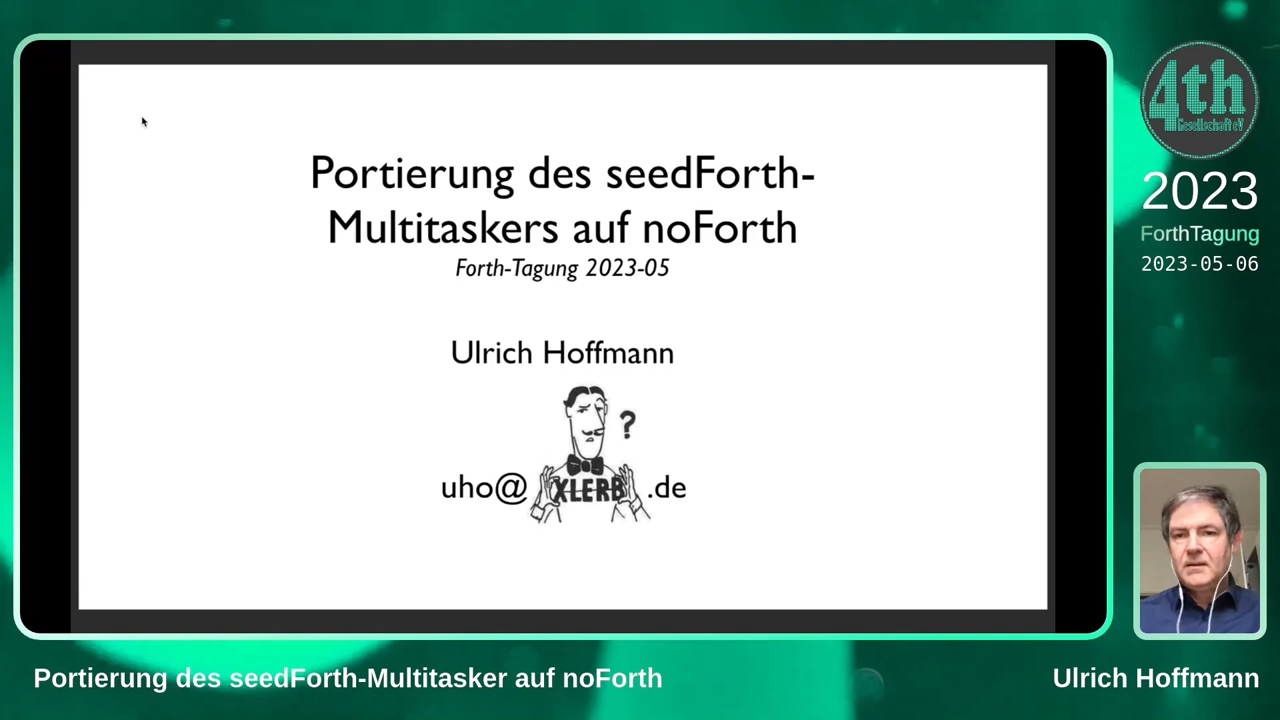 Portierung des seedForth-
Multitaskers auf noForth
Forth-Tagung 2023-05
Ulrich Hoffmann
?
uho@ XLERB .de
4th
Gesellschaft eV
2023
ForthTagung
2023-05-06
Portierung des seedForth-Multitasker auf noForth
Ulrich Hoffmann